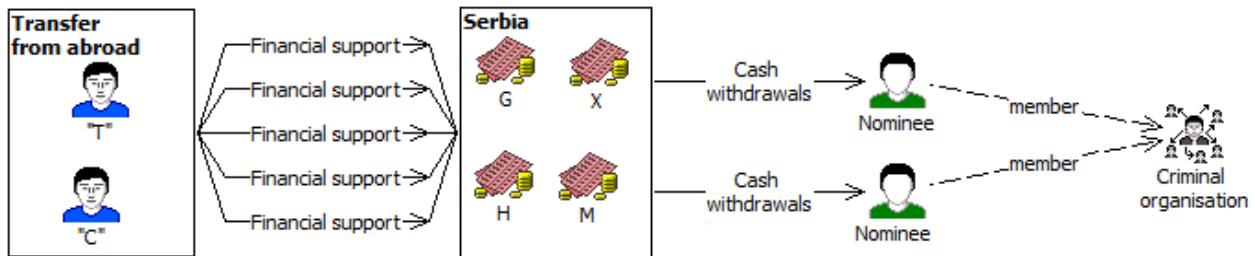 Transfer
from abroad
"T"
"C"
Financial support
Financial support
Financial support
Financial support
Financial support
Serbia
G
X
H
M
Cash
withdrawals
Cash
withdrawals
Nominee
Nominee
member
member
Criminal
organisation